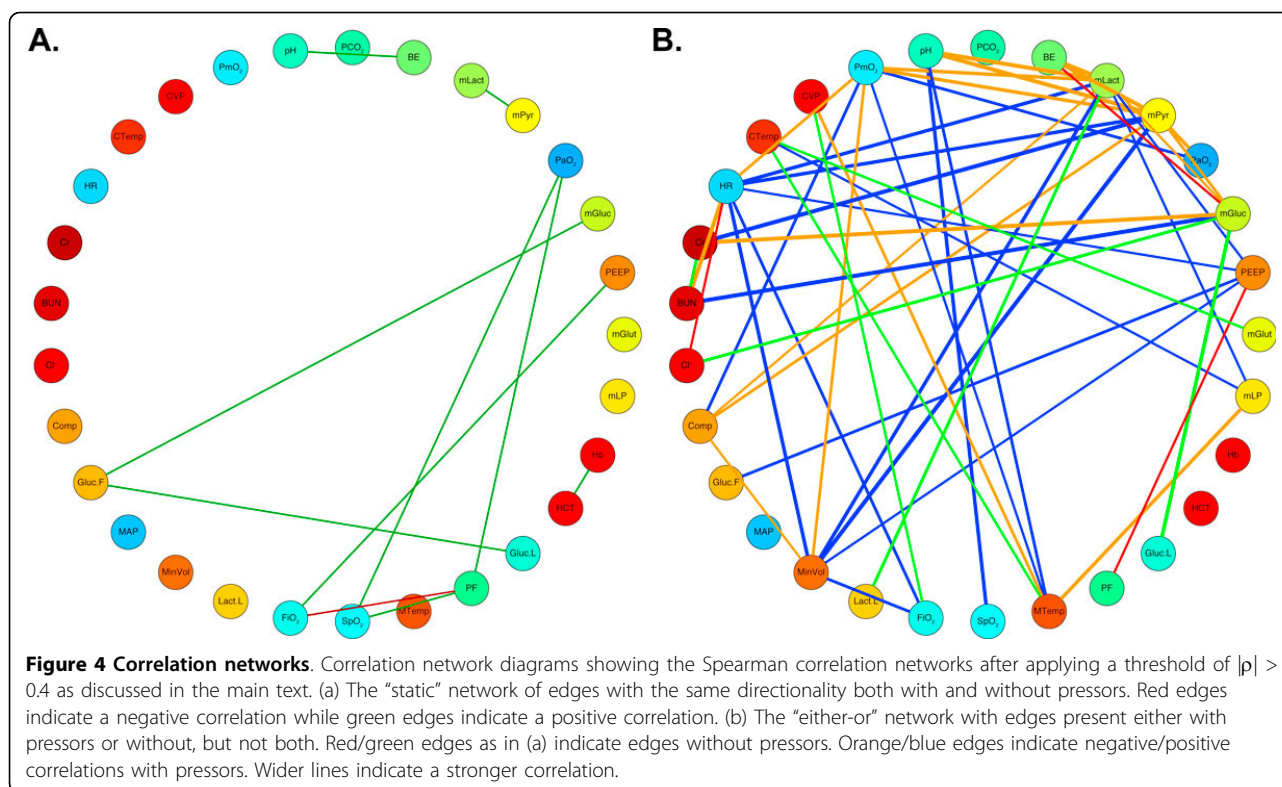 A.
pH
PCO₂
BE
mLact
mPyr
PaO₂
mGluc
PEEP
mGlut
mLP
Hb
HCT
Gluc.L
PF
MTemp
SpO₂
FiO₂
Lact.L
MinVol
MAP
Gluc.F
Comp
Cl⁻
BUN
Cr
HR
CTemp
CVP
PmO₂
B.
pH
PCO₂
BE
mLact
mPyr
PaO₂
mGluc
PEEP
mGlut
mLP
Hb
HCT
Gluc.L
PF
MTemp
SpO₂
FiO₂
Lact.L
MinVol
MAP
Gluc.F
Comp
Cl⁻
BUN
Cr
HR
CTemp
CVP
PmO₂
Figure 4 Correlation networks. Correlation network diagrams showing the Spearman correlation networks after applying a threshold of |ρ| >
0.4 as discussed in the main text. (a) The “static” network of edges with the same directionality both with and without pressors. Red edges
indicate a negative correlation while green edges indicate a positive correlation. (b) The “either-or” network with edges present either with
pressors or without, but not both. Red/green edges as in (a) indicate edges without pressors. Orange/blue edges indicate negative/positive
correlations with pressors. Wider lines indicate a stronger correlation.